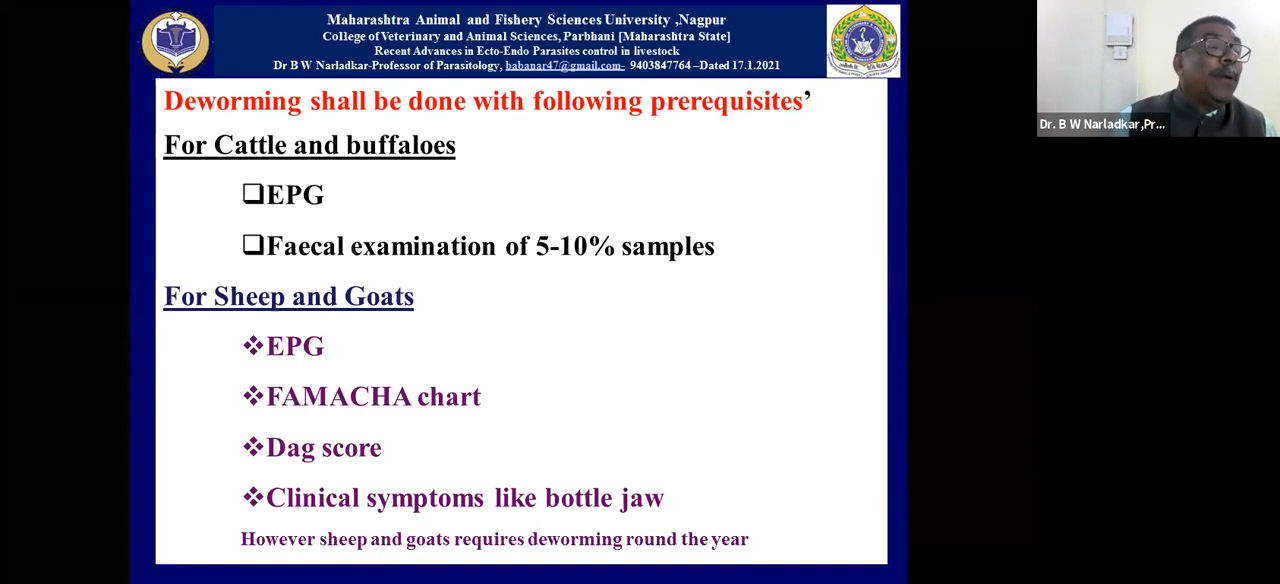 Maharashtra Animal and Fishery Sciences University ,Nagpur
College of Veterinary and Animal Sciences, Parbhani [Maharashtra State]
Recent Advances in Ecto-Endo Parasites control in livestock
Dr B W Narladkar-Professor of Parasitology, babanar47@gmail.com- 9403847764 –Dated 17.1.2021
Deworming shall be done with following prerequisites’
For Cattle and buffaloes
❑EPG
❑Faecal examination of 5-10% samples
For Sheep and Goats
❖EPG
❖FAMACHA chart
❖Dag score
❖Clinical symptoms like bottle jaw
However sheep and goats requires deworming round the year
Dr. B W Narladkar,Pr...